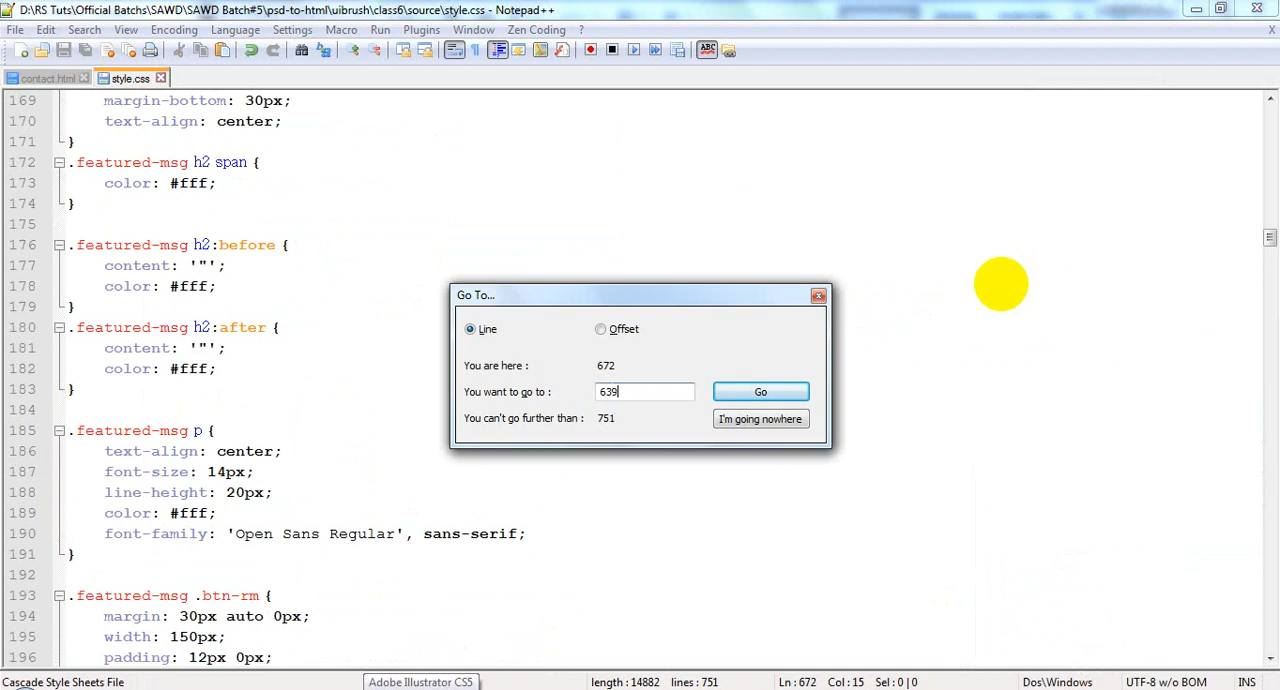 D:\RS Tuts\Official Batchs\SAWD\SAWD Batch#5\psd-to-html\uibrush\class6\source\style.css - Notepad++
File Edit Search View Encoding Language Settings Macro Run Plugins Window Zen Coding ? X
ABC
contact.html style.css
169 margin-bottom: 30px;
170 text-align: center;
171 }
172 .featured-msg h2 span {
173 color: #fff;
174 }
175
176 .featured-msg h2:before {
177 content: '"';
178 color: #fff;
179 }
180 .featured-msg h2:after {
181 content: '"';
182 color: #fff;
183 }
184
185 .featured-msg p {
186 text-align: center;
187 font-size: 14px;
188 line-height: 20px;
189 color: #fff;
190 font-family: 'Open Sans Regular', sans-serif;
191 }
192
193 .featured-msg .btn-rm {
194 margin: 30px auto 0px;
195 width: 150px;
196 padding: 12px 0px;
Go To...
Line Offset
You are here : 672
You want to go to : 639 Go
You can't go further than : 751 I'm going nowhere
Cascade Style Sheets File Adobe Illustrator CS5 length : 14882 lines : 751 Ln : 672 Col : 15 Sel : 0 | 0 Dos\Windows UTF-8 w/o BOM INS